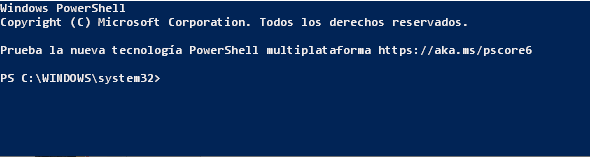 Windows PowerShell
Copyright (C) Microsoft Corporation. Todos los derechos reservados.
Prueba la nueva tecnología PowerShell multiplataforma https://aka.ms/pscore6
PS C:\WINDOWS\system32>